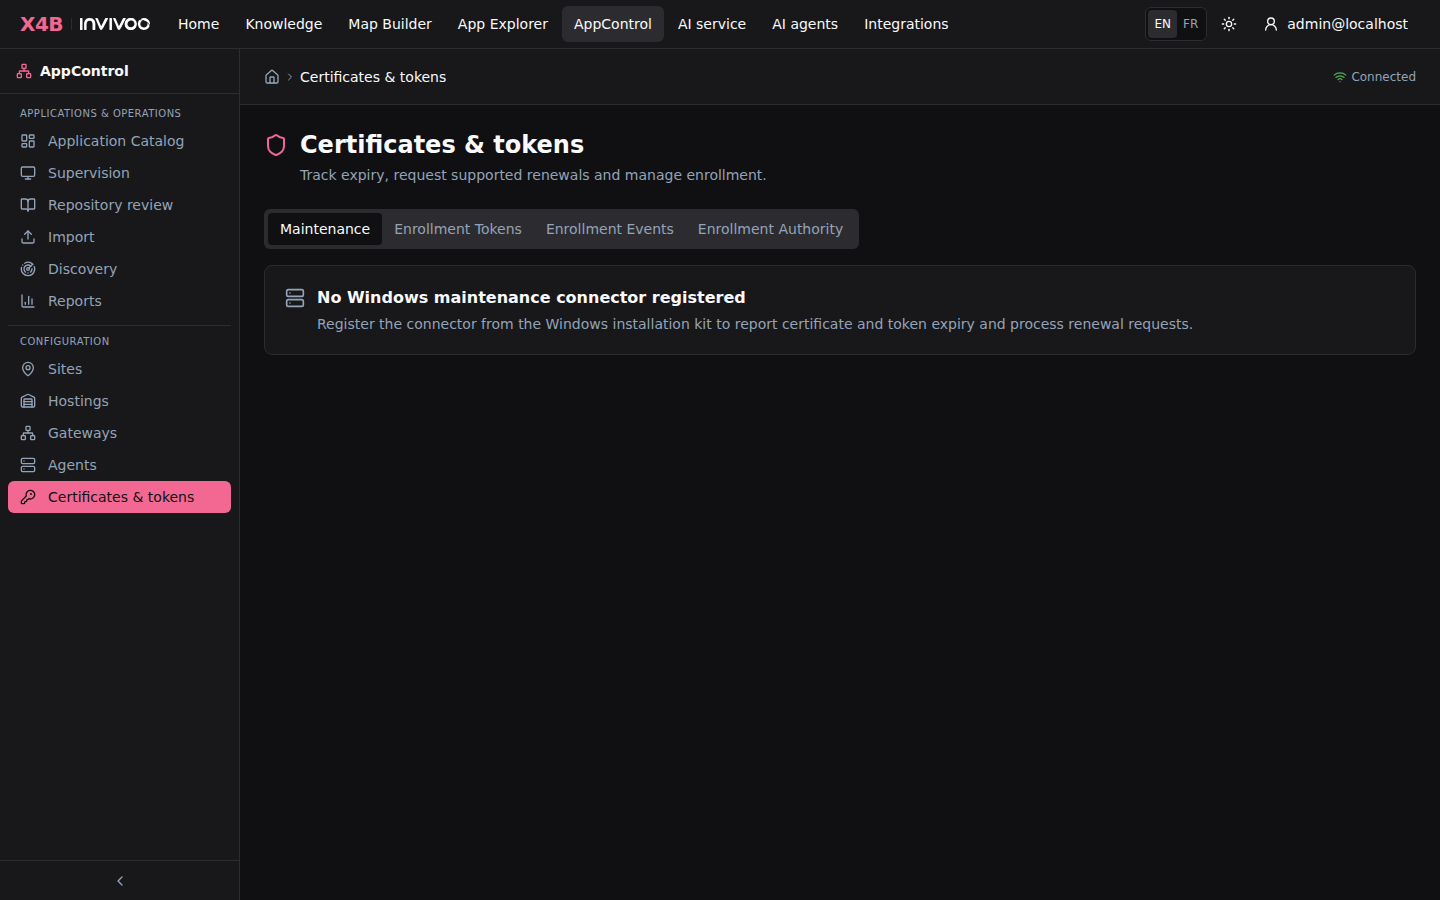 X4B INVIVOO Home Knowledge Map Builder App Explorer AppControl AI service AI agents Integrations EN FR admin@localhost
AppControl
Certificates & tokens
Connected
APPLICATIONS & OPERATIONS
Application Catalog
Supervision
Repository review
Import
Discovery
Reports
CONFIGURATION
Sites
Hostings
Gateways
Agents
Certificates & tokens
Certificates & tokens
Track expiry, request supported renewals and manage enrollment.
Maintenance Enrollment Tokens Enrollment Events Enrollment Authority
No Windows maintenance connector registered
Register the connector from the Windows installation kit to report certificate and token expiry and process renewal requests.